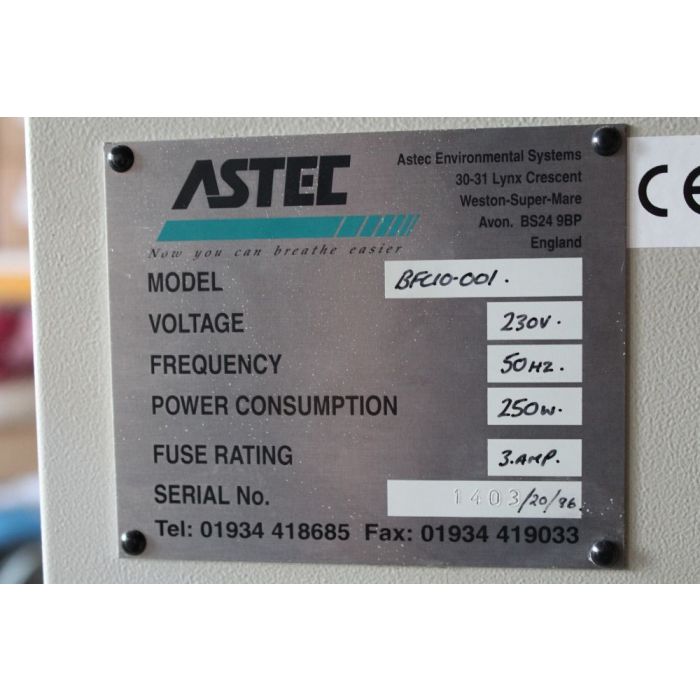 ASTEC
Now you can breathe easier
Astec Environmental Systems
30-31 Lynx Crescent
Weston-Super-Mare
Avon. BS24 9BP
England
CE
MODEL BFC10-001.
VOLTAGE 230V.
FREQUENCY 50HZ.
POWER CONSUMPTION 250W.
FUSE RATING 3.AMP.
SERIAL No. 1403/20/96.
Tel: 01934 418685 Fax: 01934 419033